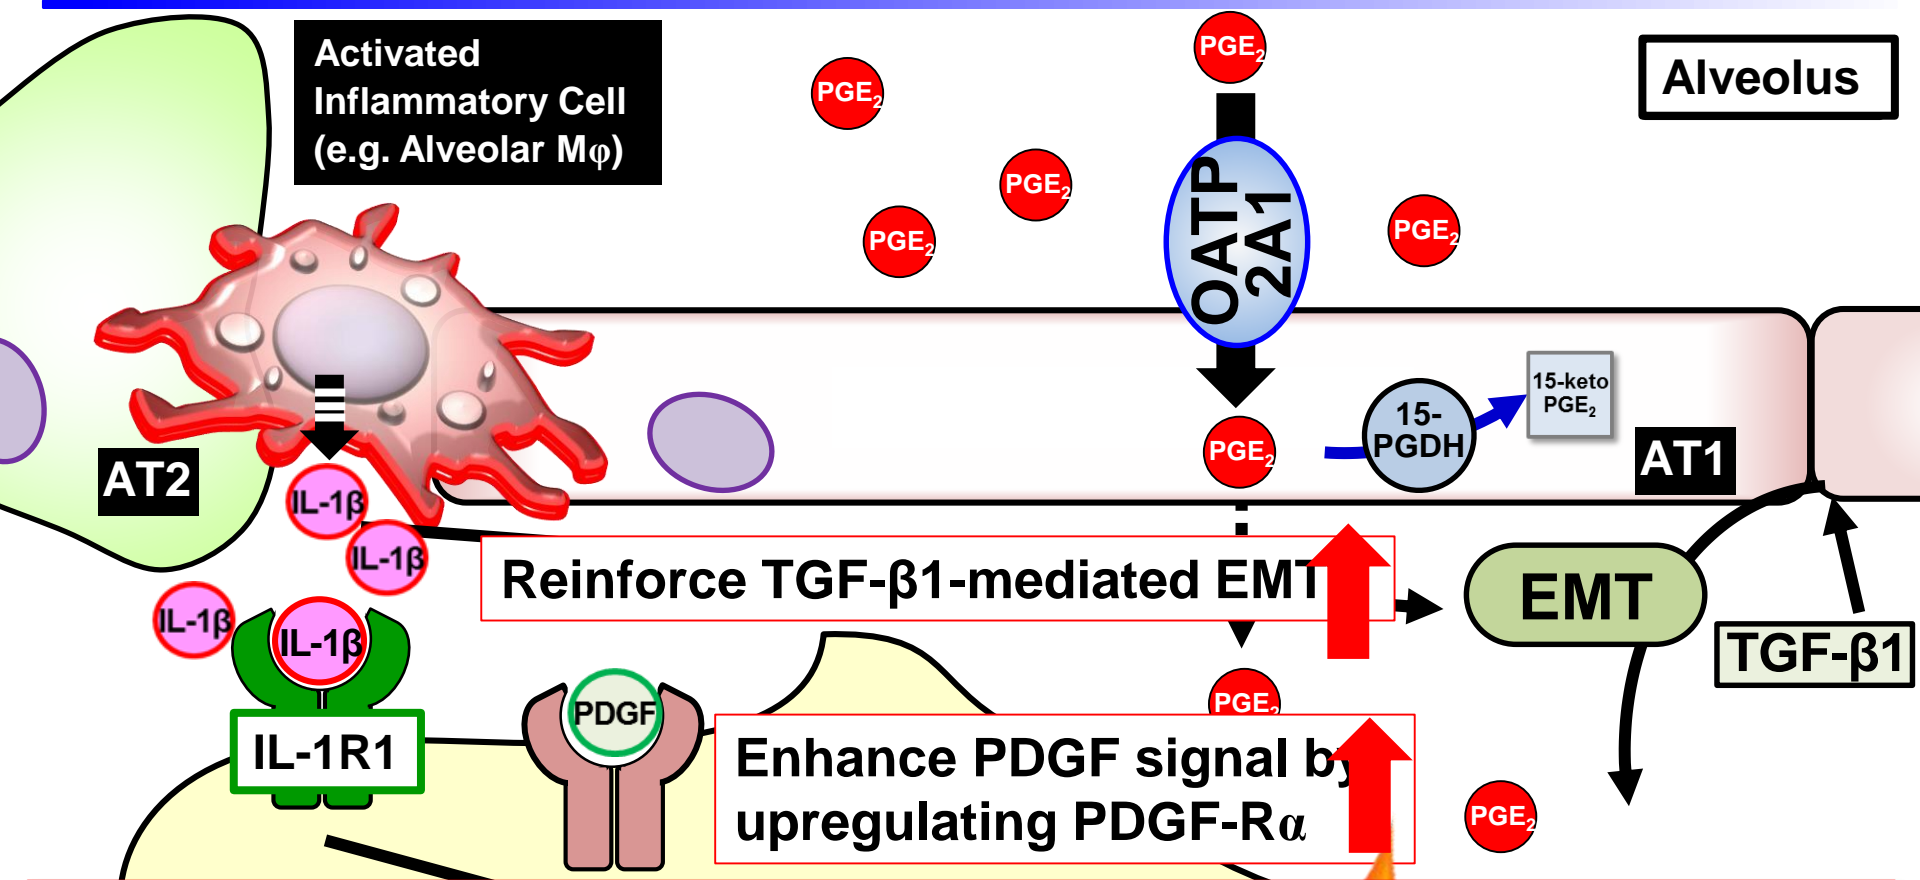 Activated
Inflammatory Cell
(e.g. Alveolar Mφ)
PGE₂
PGE₂
Alveolus
PGE₂
PGE₂
PGE₂
OATP
2A1
15-keto
PGE₂
15-
PGDH
PGE₂
AT1
AT2
IL-1β
IL-1β
IL-1β
IL-1β
Reinforce TGF-β1-mediated EMT
EMT
TGF-β1
PGE₂
PDGF
IL-1R1
Enhance PDGF signal by
upregulating PDGF-Rα
PGE₂